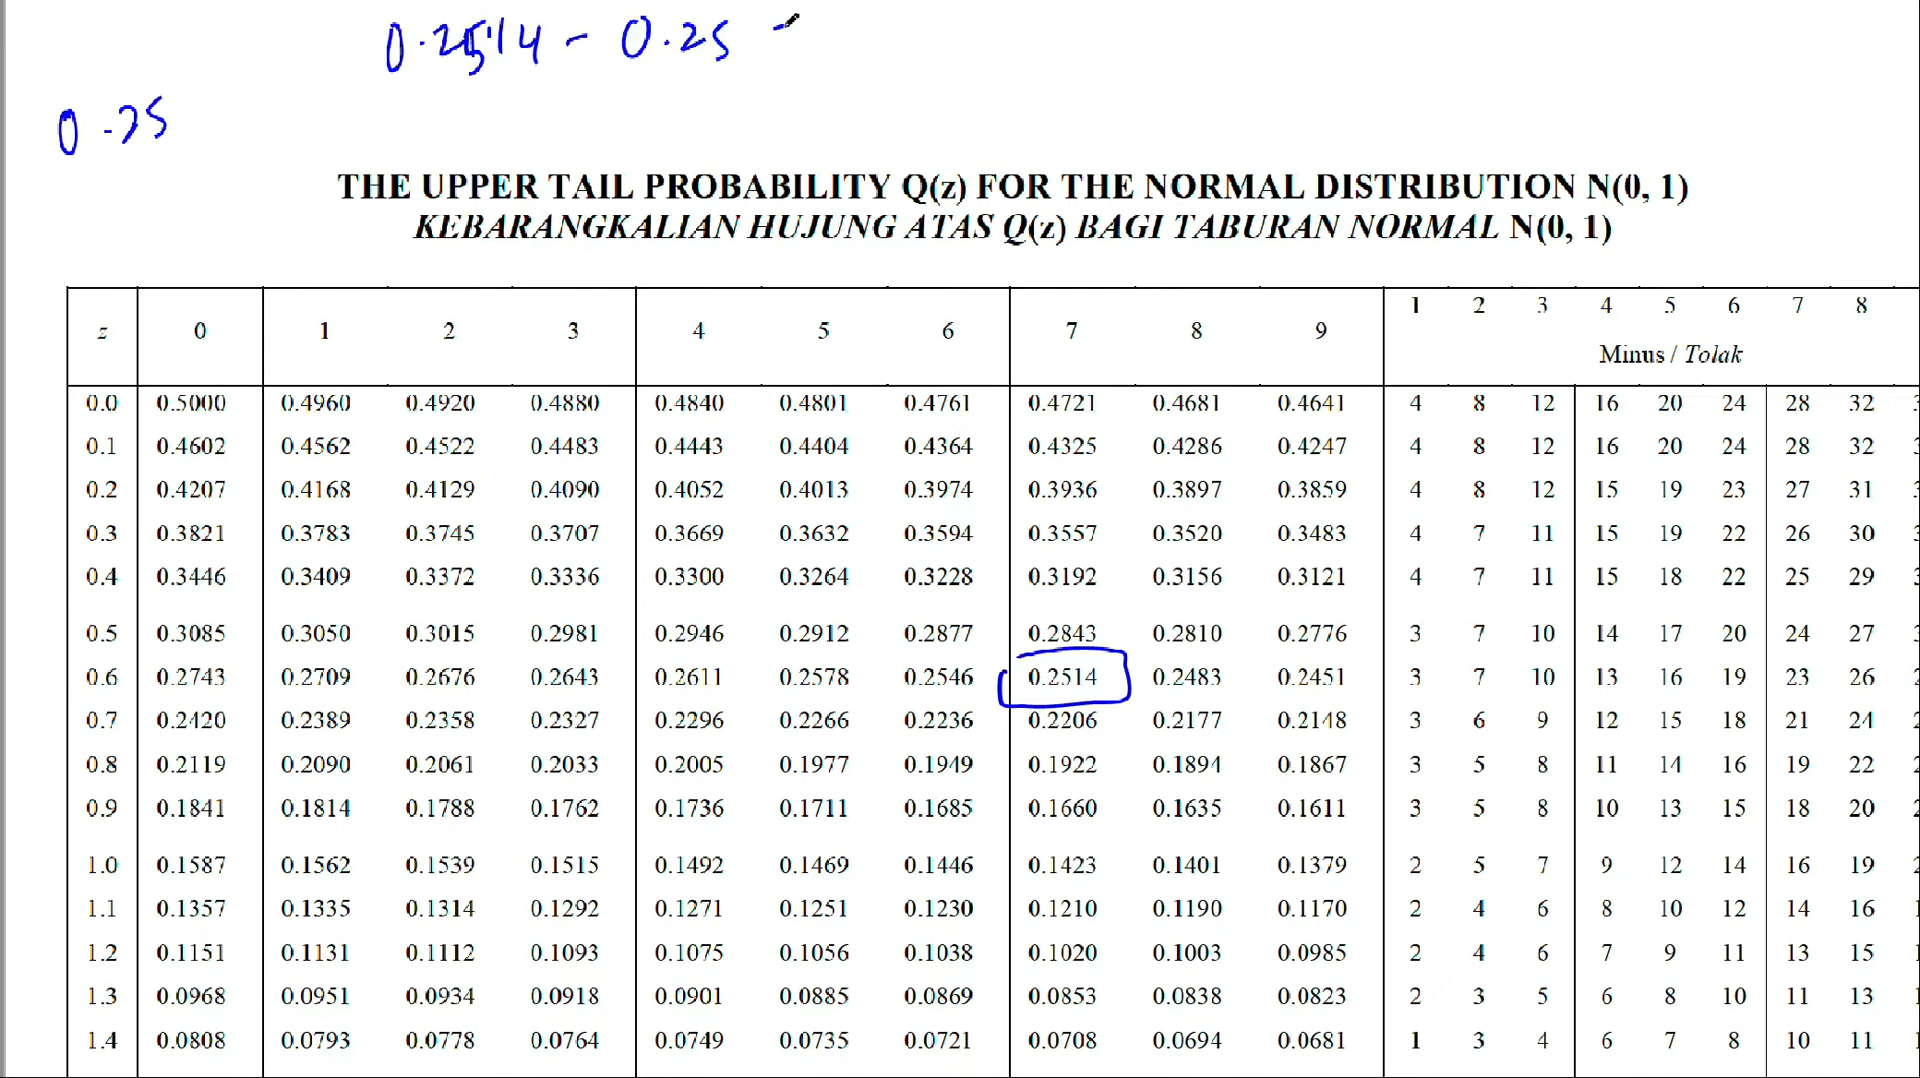 0.2514 - 0.25 =
0.25
THE UPPER TAIL PROBABILITY Q(z) FOR THE NORMAL DISTRIBUTION N(0, 1)
KEBARANGKALIAN HUJUNG ATAS Q(z) BAGI TABURAN NORMAL N(0, 1)
z 0 1 2 3 4 5 6 7 8 9 1 2 3 4 5 6 7 8
Minus / Tolak
0.0 0.5000 0.4960 0.4920 0.4880 0.4840 0.4801 0.4761 0.4721 0.4681 0.4641 4 8 12 16 20 24 28 32
0.1 0.4602 0.4562 0.4522 0.4483 0.4443 0.4404 0.4364 0.4325 0.4286 0.4247 4 8 12 16 20 24 28 32
0.2 0.4207 0.4168 0.4129 0.4090 0.4052 0.4013 0.3974 0.3936 0.3897 0.3859 4 8 12 15 19 23 27 31
0.3 0.3821 0.3783 0.3745 0.3707 0.3669 0.3632 0.3594 0.3557 0.3520 0.3483 4 7 11 15 19 22 26 30
0.4 0.3446 0.3409 0.3372 0.3336 0.3300 0.3264 0.3228 0.3192 0.3156 0.3121 4 7 11 15 18 22 25 29
0.5 0.3085 0.3050 0.3015 0.2981 0.2946 0.2912 0.2877 0.2843 0.2810 0.2776 3 7 10 14 17 20 24 27
0.6 0.2743 0.2709 0.2676 0.2643 0.2611 0.2578 0.2546 0.2514 0.2483 0.2451 3 7 10 13 16 19 23 26
0.7 0.2420 0.2389 0.2358 0.2327 0.2296 0.2266 0.2236 0.2206 0.2177 0.2148 3 6 9 12 15 18 21 24
0.8 0.2119 0.2090 0.2061 0.2033 0.2005 0.1977 0.1949 0.1922 0.1894 0.1867 3 5 8 11 14 16 19 22
0.9 0.1841 0.1814 0.1788 0.1762 0.1736 0.1711 0.1685 0.1660 0.1635 0.1611 3 5 8 10 13 15 18 20
1.0 0.1587 0.1562 0.1539 0.1515 0.1492 0.1469 0.1446 0.1423 0.1401 0.1379 2 5 7 9 12 14 16 19
1.1 0.1357 0.1335 0.1314 0.1292 0.1271 0.1251 0.1230 0.1210 0.1190 0.1170 2 4 6 8 10 12 14 16
1.2 0.1151 0.1131 0.1112 0.1093 0.1075 0.1056 0.1038 0.1020 0.1003 0.0985 2 4 6 7 9 11 13 15
1.3 0.0968 0.0951 0.0934 0.0918 0.0901 0.0885 0.0869 0.0853 0.0838 0.0823 2 3 5 6 8 10 11 13
1.4 0.0808 0.0793 0.0778 0.0764 0.0749 0.0735 0.0721 0.0708 0.0694 0.0681 1 3 4 6 7 8 10 11